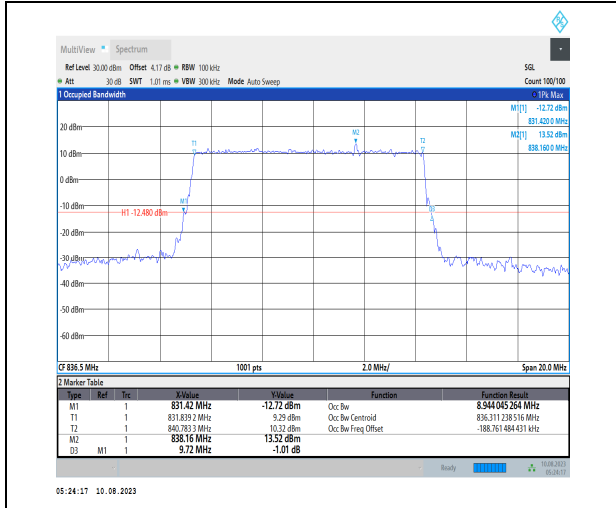 MultiView Spectrum
Ref Level 30.00 dBm Offset 4.17 dB RBW 100 kHz SGL
Att 30 dB SWT 1.01 ms VBW 300 kHz Mode Auto Sweep Count 100/100
1 Occupied Bandwidth 1Pk Max
M1[1] -12.72 dBm
831.4200 MHz
M2[1] 13.52 dBm
838.1600 MHz
20 dBm
M2
T1
T2
10 dBm
0 dBm
M1
-10 dBm
D3
H1 -12.480 dBm
-20 dBm
-30 dBm
-40 dBm
-50 dBm
-60 dBm
CF 836.5 MHz 1001 pts 2.0 MHz/ Span 20.0 MHz
2 Marker Table
Type Ref Trc X-Value Y-Value Function Function Result
M1 1 831.42 MHz -12.72 dBm Occ Bw 8.944 045 264 MHz
T1 1 831.839 2 MHz 9.29 dBm Occ Bw Centroid 836.311 238 516 MHz
T2 1 840.783 3 MHz 10.32 dBm Occ Bw Freq Offset -188.761 484 431 kHz
M2 1 838.16 MHz 13.52 dBm
D3 M1 1 9.72 MHz -1.01 dB
Ready 10.08.2023
05:24:17
05:24:17 10.08.2023